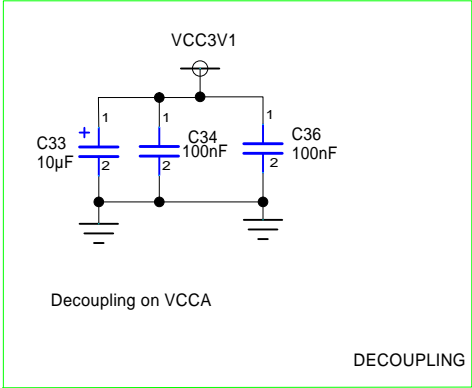 VCC3V1
1
1
1
C33
10µF
C34
100nF
C36
100nF
+
2
2
2
Decoupling on VCCA
DECOUPLING